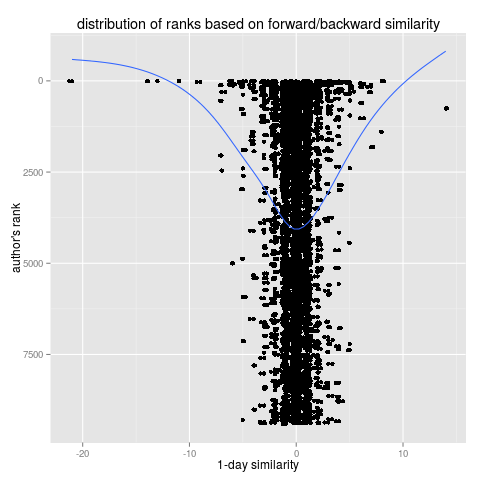 distribution of ranks based on forward/backward similarity
author's rank
0
2500
5000
7500
-20
-10
0
10
1-day similarity